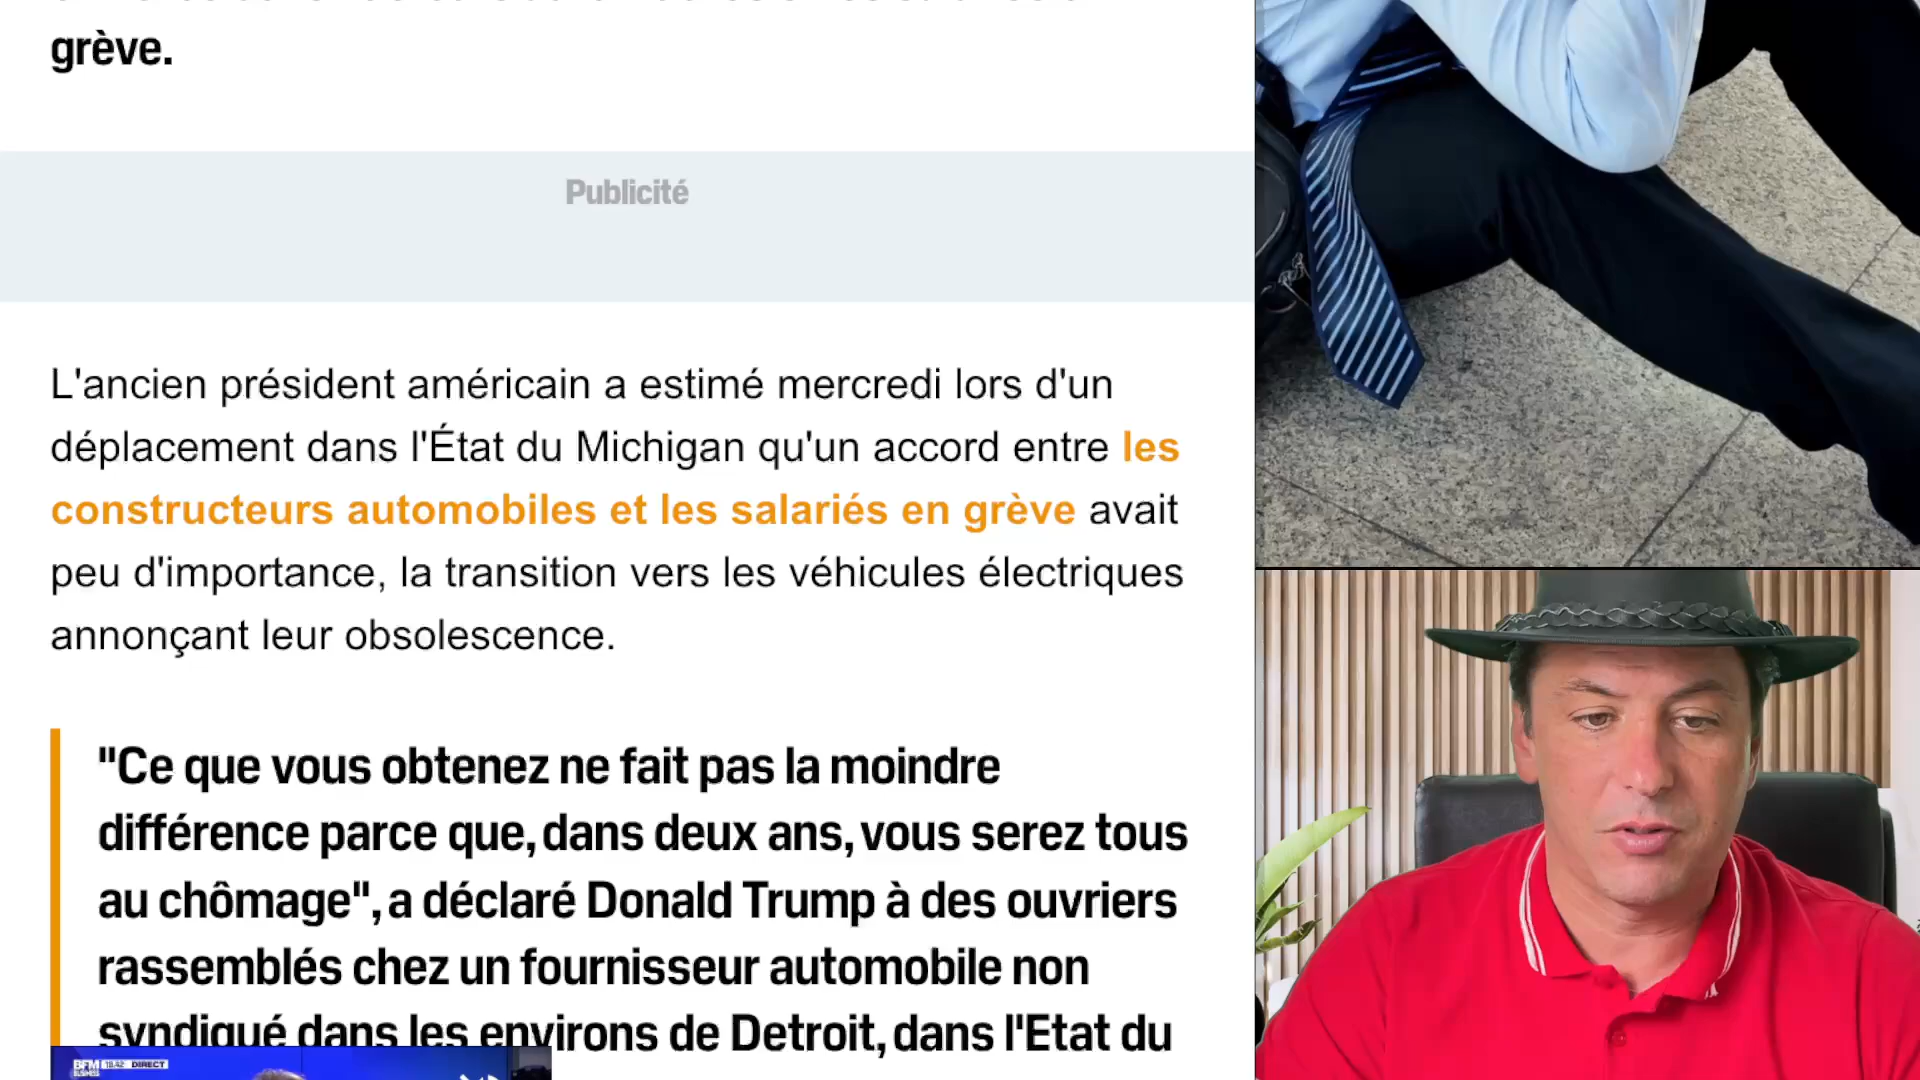 grève.
Publicité
L'ancien président américain a estimé mercredi lors d'un
déplacement dans l'État du Michigan qu'un accord entre les
constructeurs automobiles et les salariés en grève avait
peu d'importance, la transition vers les véhicules électriques
annonçant leur obsolescence.
"Ce que vous obtenez ne fait pas la moindre
différence parce que, dans deux ans, vous serez tous
au chômage", a déclaré Donald Trump à des ouvriers
rassemblés chez un fournisseur automobile non
syndiqué dans les environs de Detroit, dans l'Etat du
BFM 18:42 DIRECT
BUSINESS